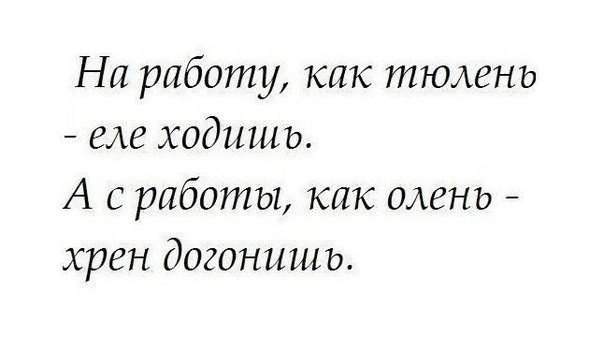 На работу, как тюлень
- еле ходишь.
А с работы, как олень -
хрен догонишь.